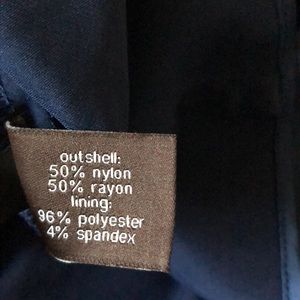 outshell:
50% nylon
50% rayon
lining:
96% polyester
4% spandex